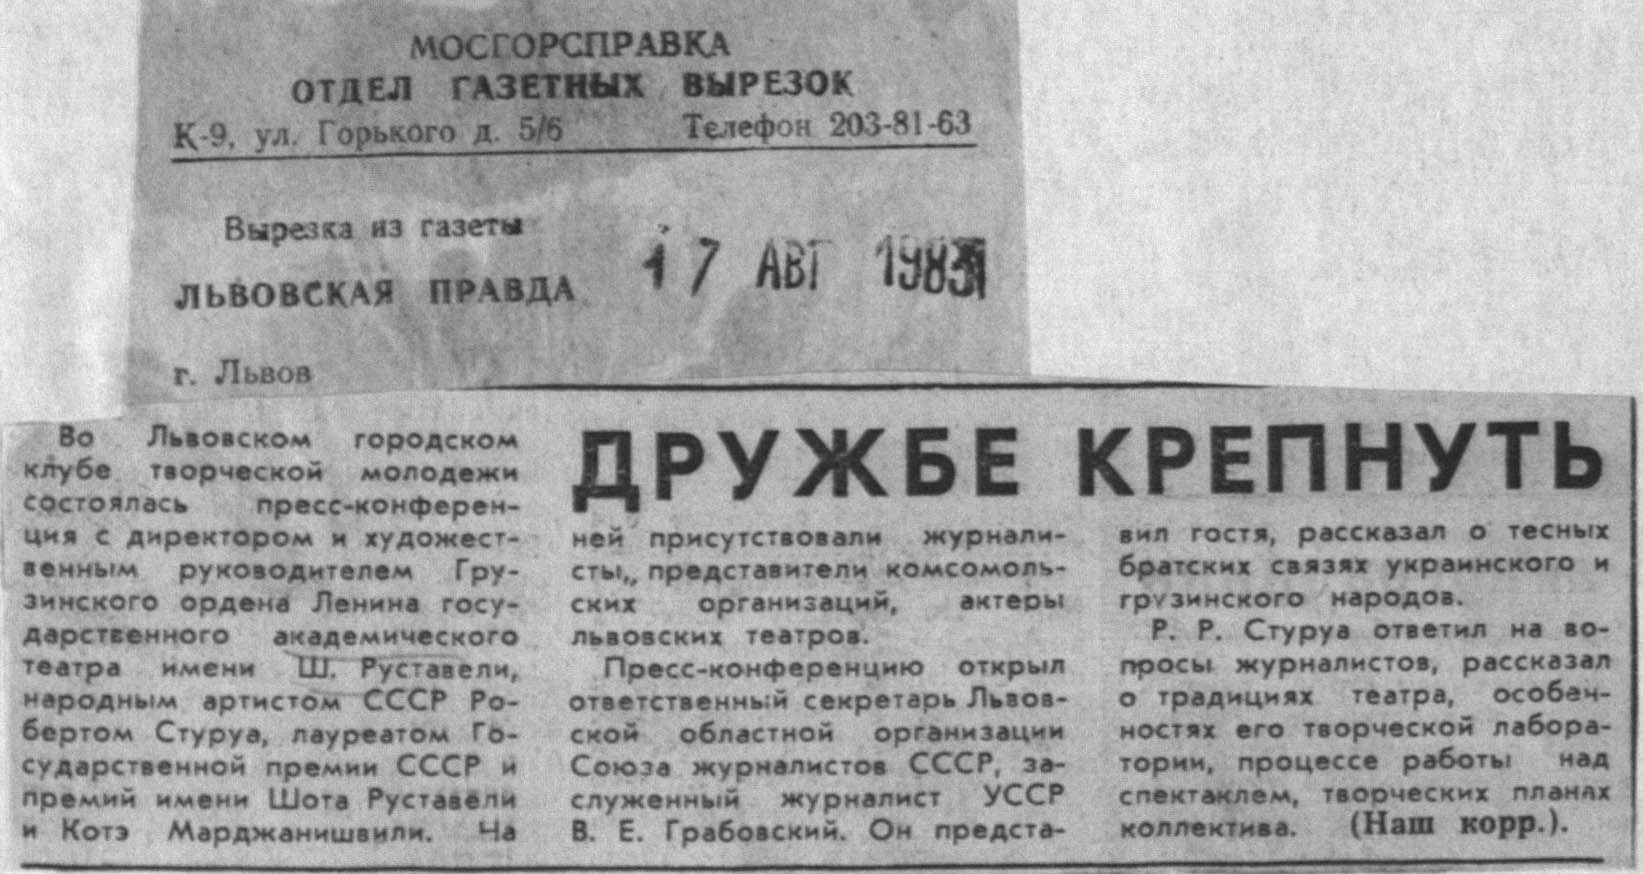 МОСГОРСПРАВКА
ОТДЕЛ ГАЗЕТНЫХ ВЫРЕЗОК
К-9, ул. Горького д. 5/6 Телефон 203-81-63
Вырезка из газеты
ЛЬВОВСКАЯ ПРАВДА
17 АВГ 1983
г. Львов
ДРУЖБЕ КРЕПНУТЬ
Во Львовском городском
клубе творческой молодежи
состоялась пресс-конферен-
ция с директором и художест-
венным руководителем Гру-
зинского ордена Ленина госу-
дарственного академического
театра имени Ш. Руставели,
народным артистом СССР Ро-
бертом Стуруа, лауреатом Го-
сударственной премии СССР и
премий имени Шота Руставели
и Котэ Марджанишвили. На
ней присутствовали журнали-
сты,, представители комсомоль-
ских организаций, актеры
львовских театров.
Пресс-конференцию открыл
ответственный секретарь Львов-
ской областной организации
Союза журналистов СССР, за-
служенный журналист УССР
В. Е. Грабовский. Он предста-
вил гостя, рассказал о тесных
братских связях украинского и
грузинского народов.
Р. Р. Стуруа ответил на во-
просы журналистов, рассказал
о традициях театра, особен-
ностях его творческой лабора-
тории, процессе работы над
спектаклем, творческих планах
коллектива. (Наш корр.).